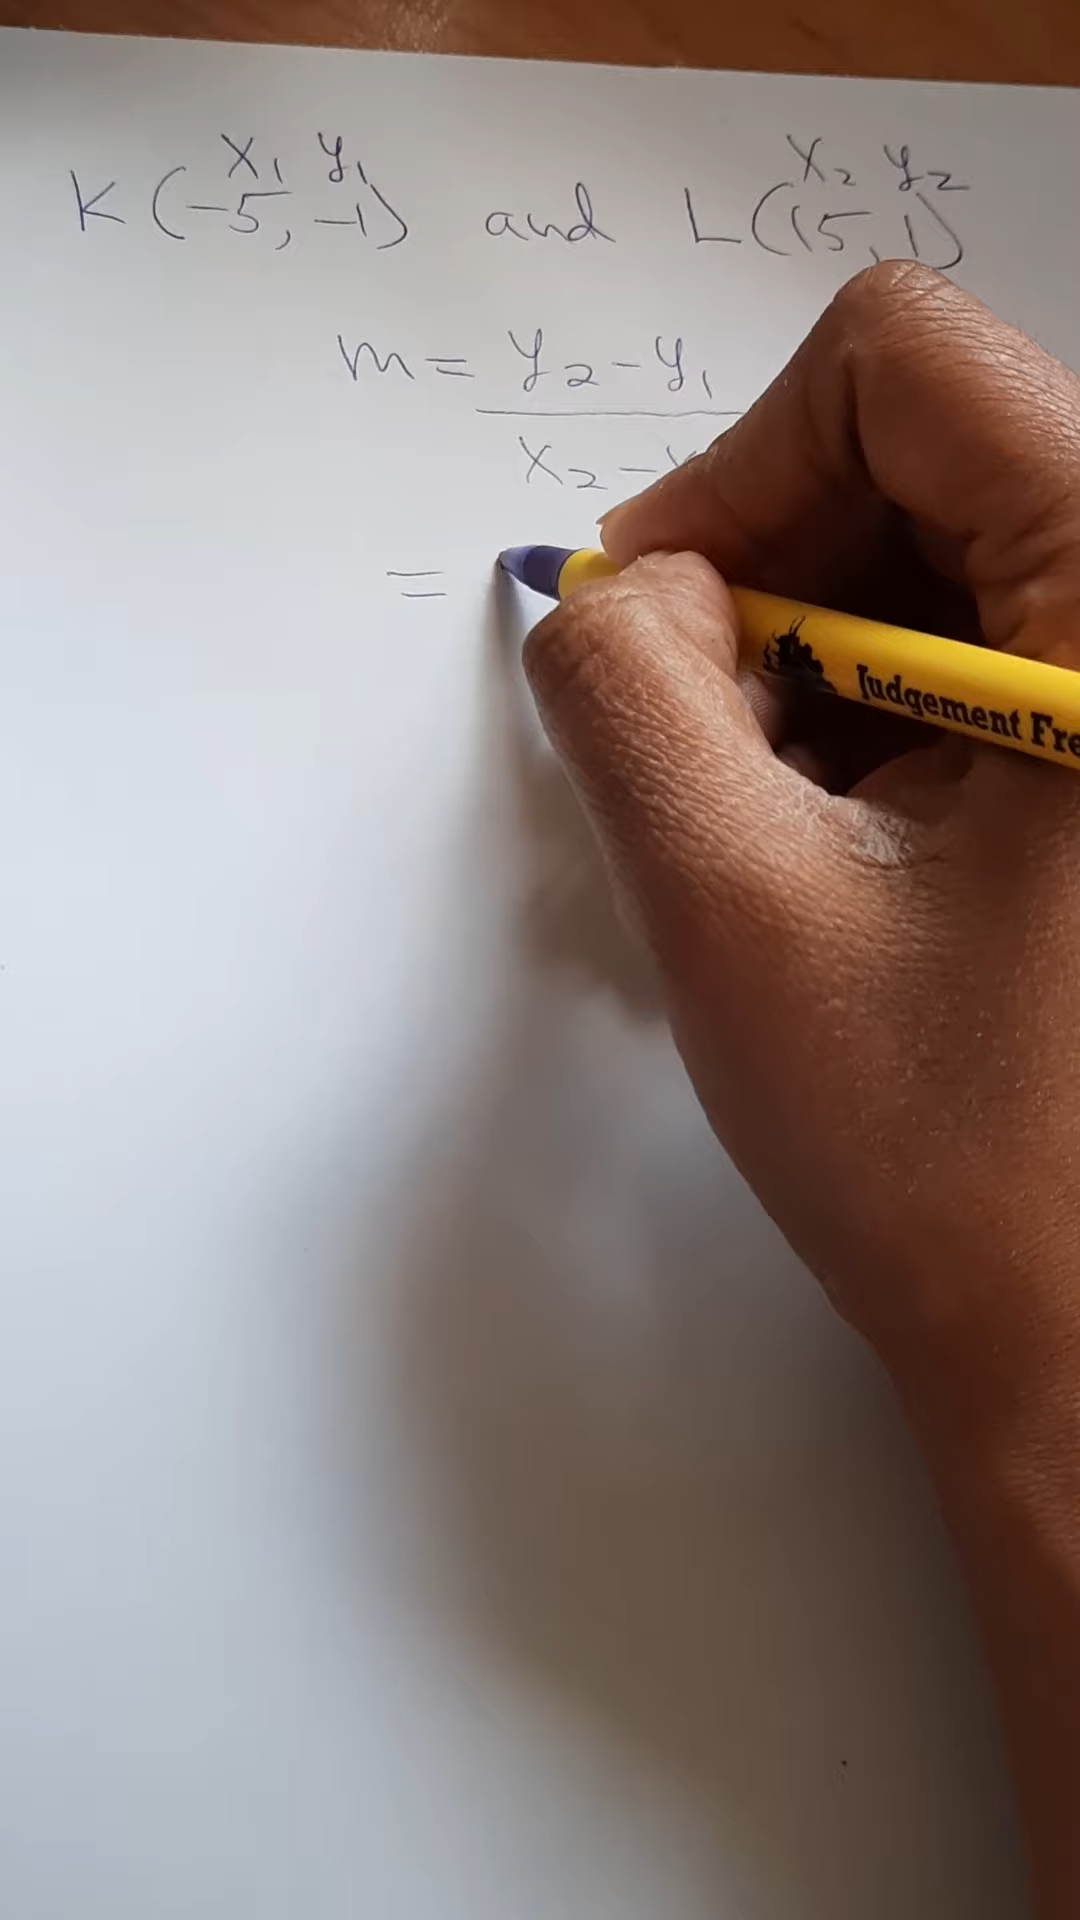 x₁ y₁ x₂ y₂
K(-5, -1) and L(15, 1)
m = y₂ - y₁
x₂ - x
=
Judgement Fre